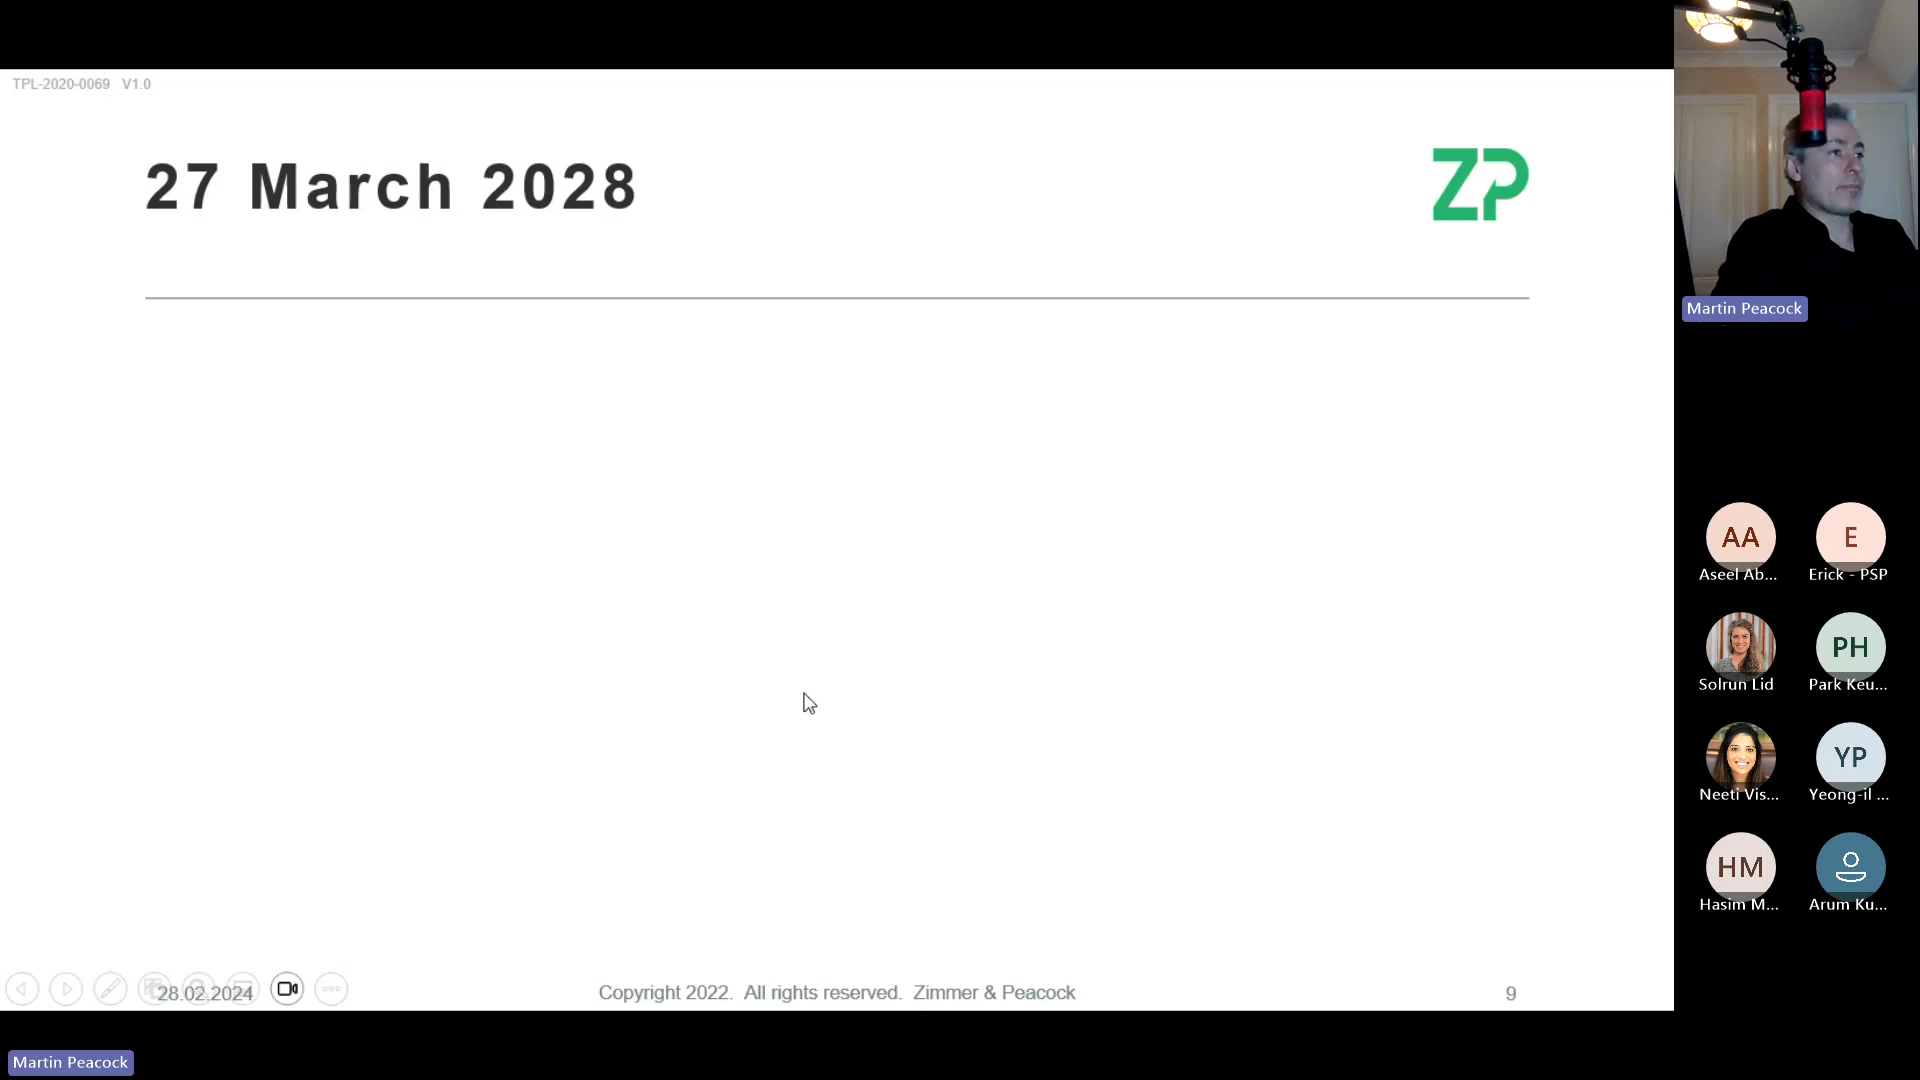 TPL-2020-0069 V1.0
27 March 2028
ZP
28.02.2024
Copyright 2022. All rights reserved. Zimmer & Peacock
9
Martin Peacock
Martin Peacock
AA
Aseel Ab...
E
Erick - PSP
Solrun Lid
PH
Park Keu...
Neeti Vis...
YP
Yeong-il ...
HM
Hasim M...
Arum Ku...